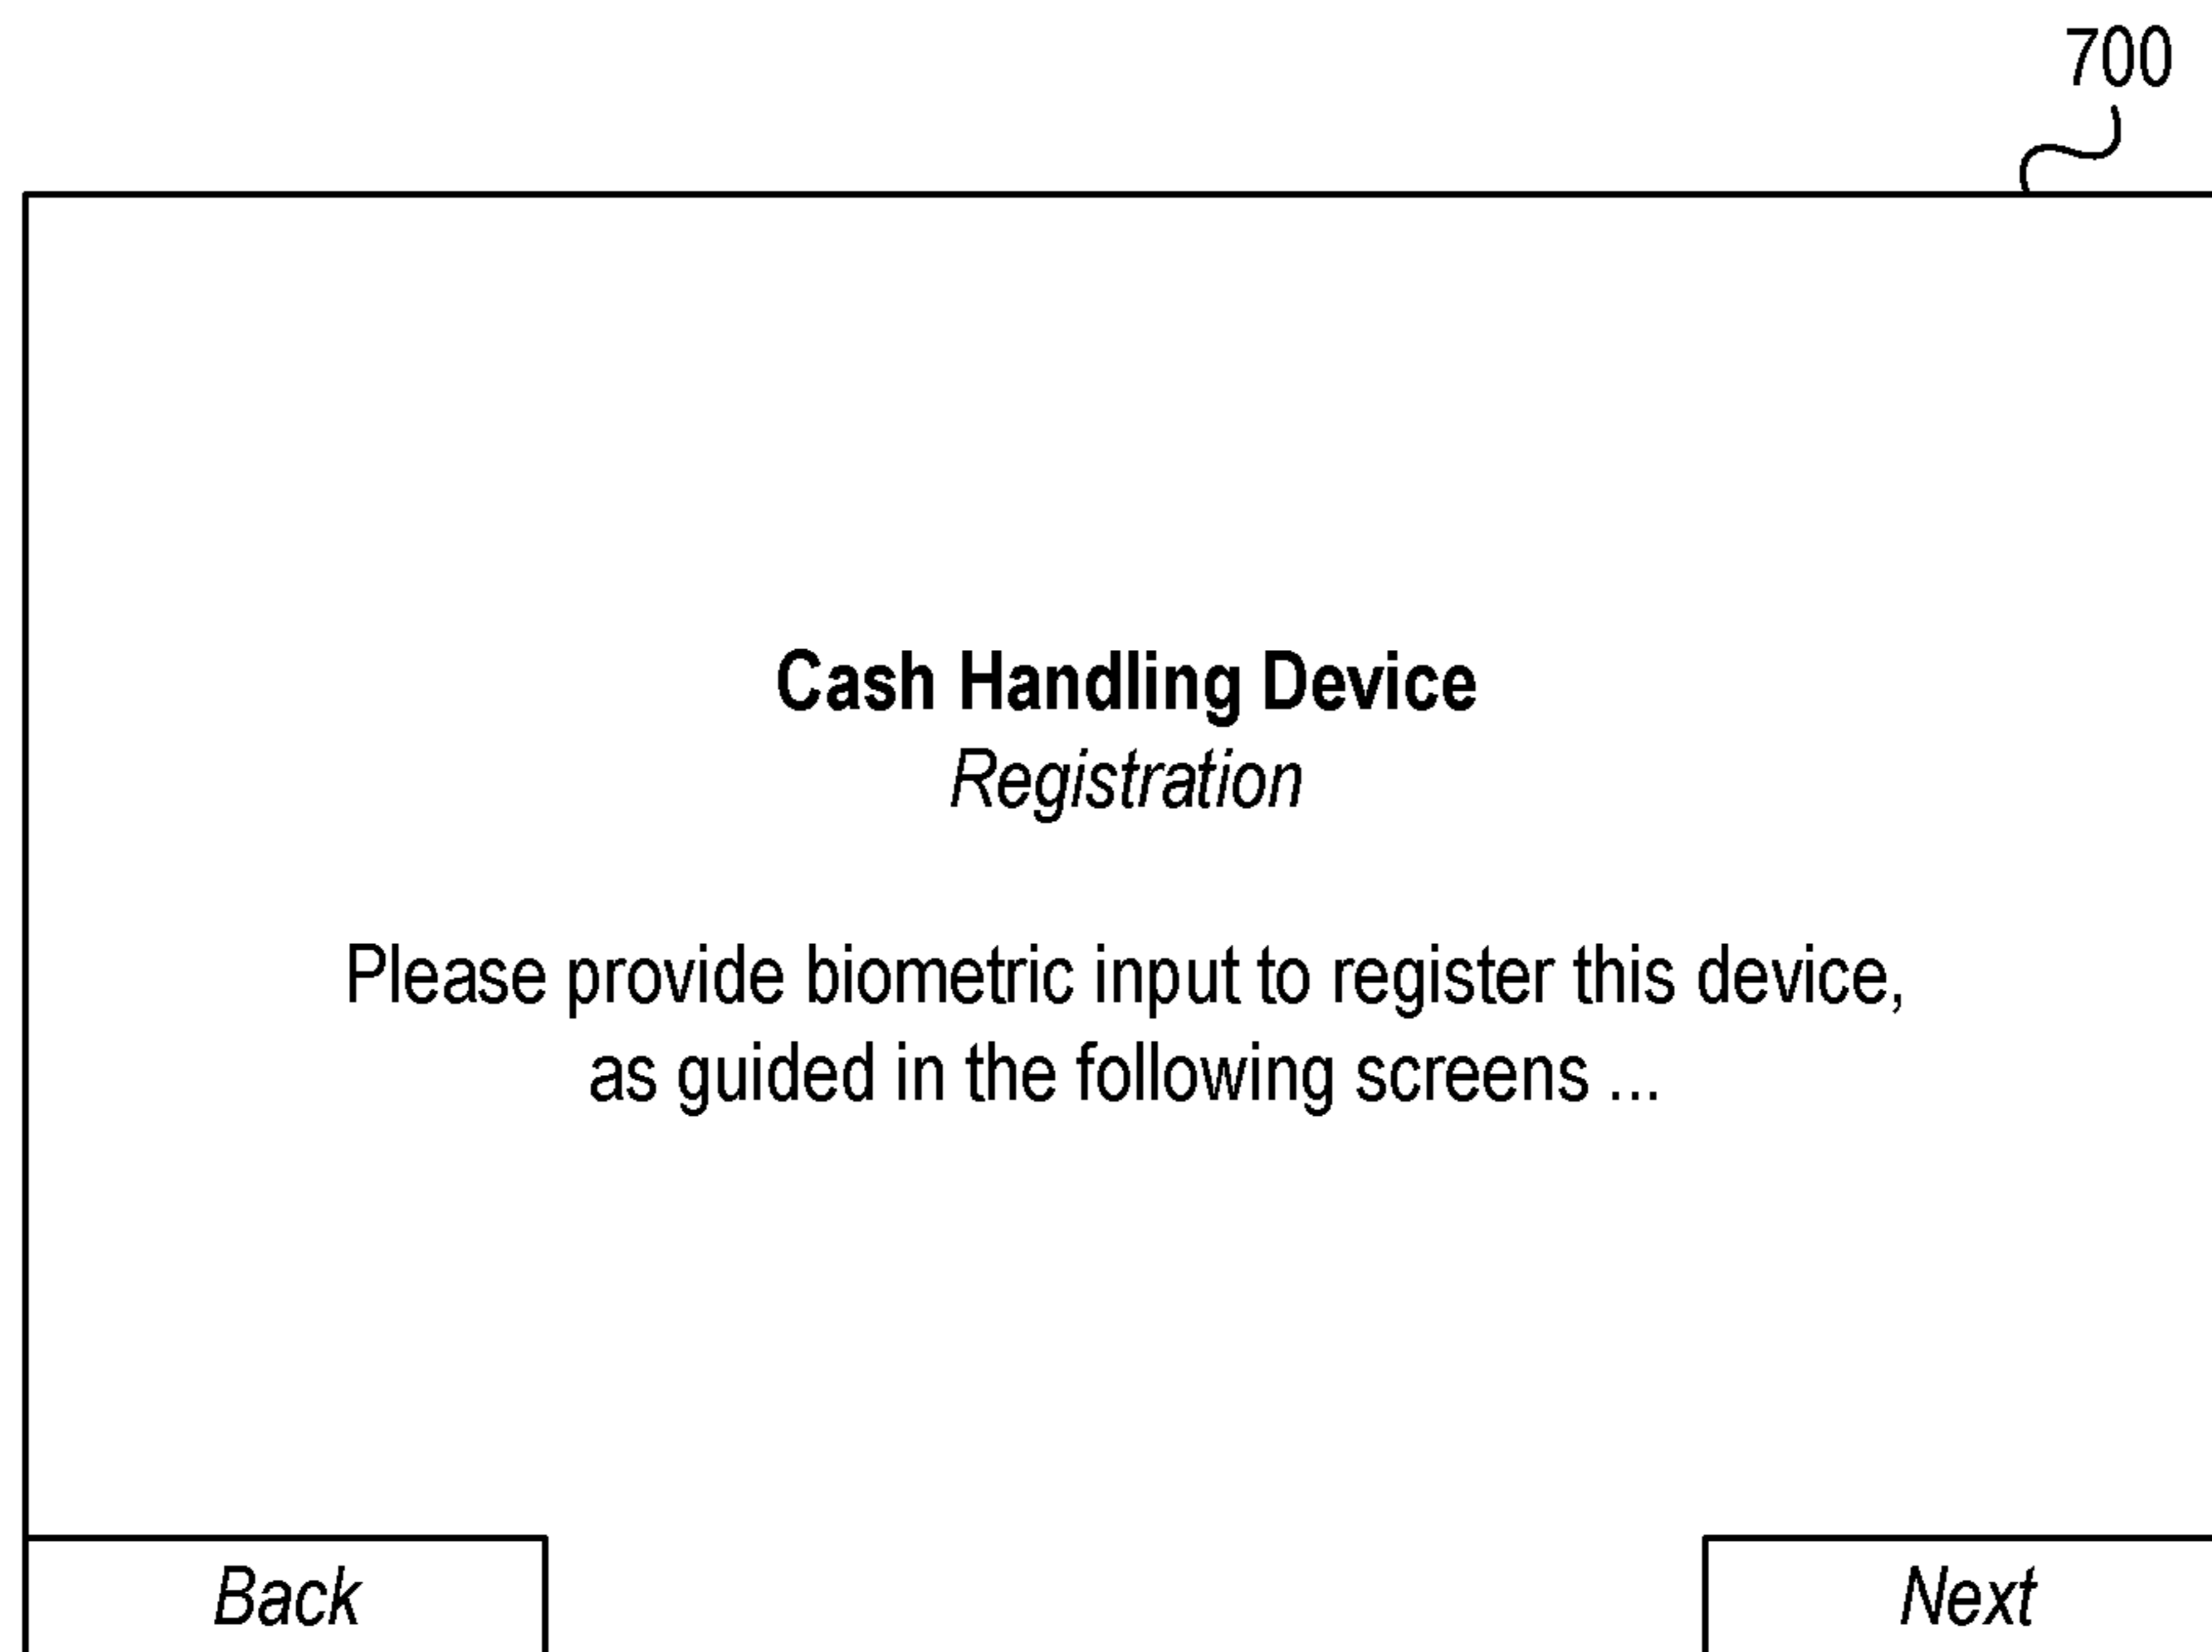 700
Cash Handling Device
Registration
Please provide biometric input to register this device,
as guided in the following screens ...
Back
Next